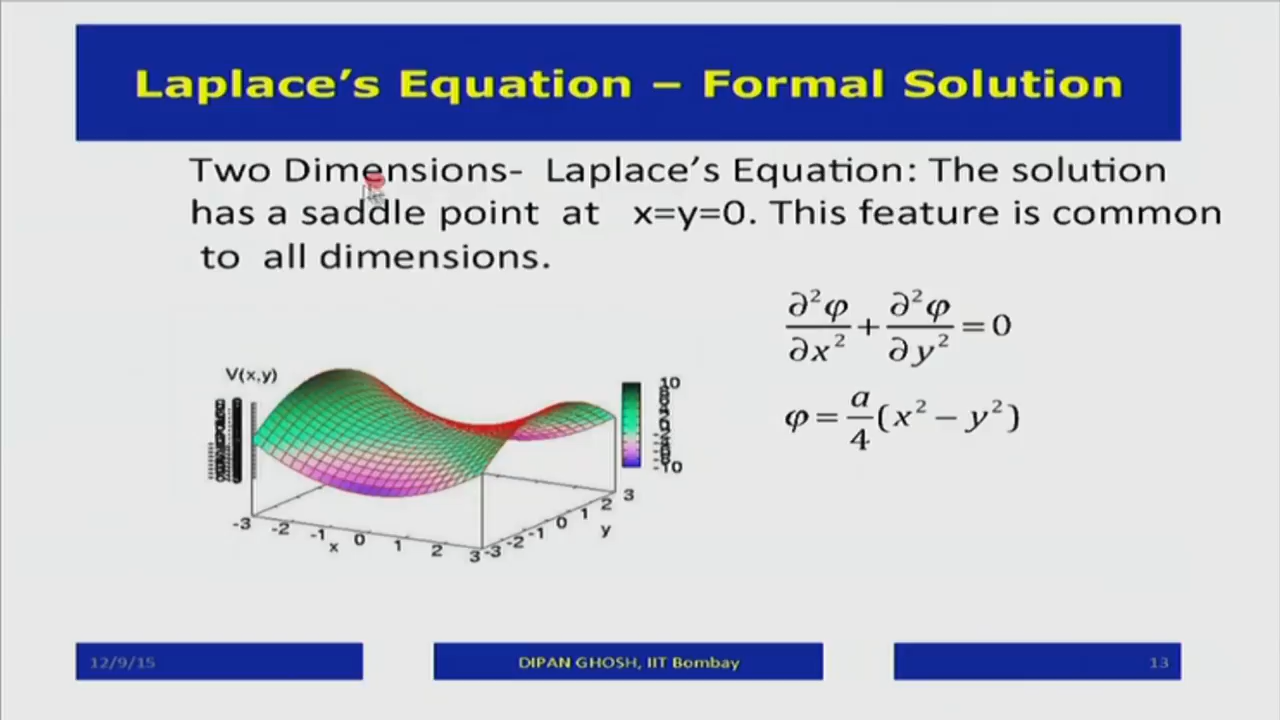 Laplace’s Equation – Formal Solution
Two Dimensions- Laplace’s Equation: The solution
has a saddle point at x=y=0. This feature is common
to all dimensions.
∂²φ/∂x² + ∂²φ/∂y² = 0
φ = a/4 (x² − y²)
V(x,y)
10
-10
-3 -2 -1 0 1 2 3
x
-3 -2 -1 0 1 2 3
y
12/9/15
DIPAN GHOSH, IIT Bombay
13